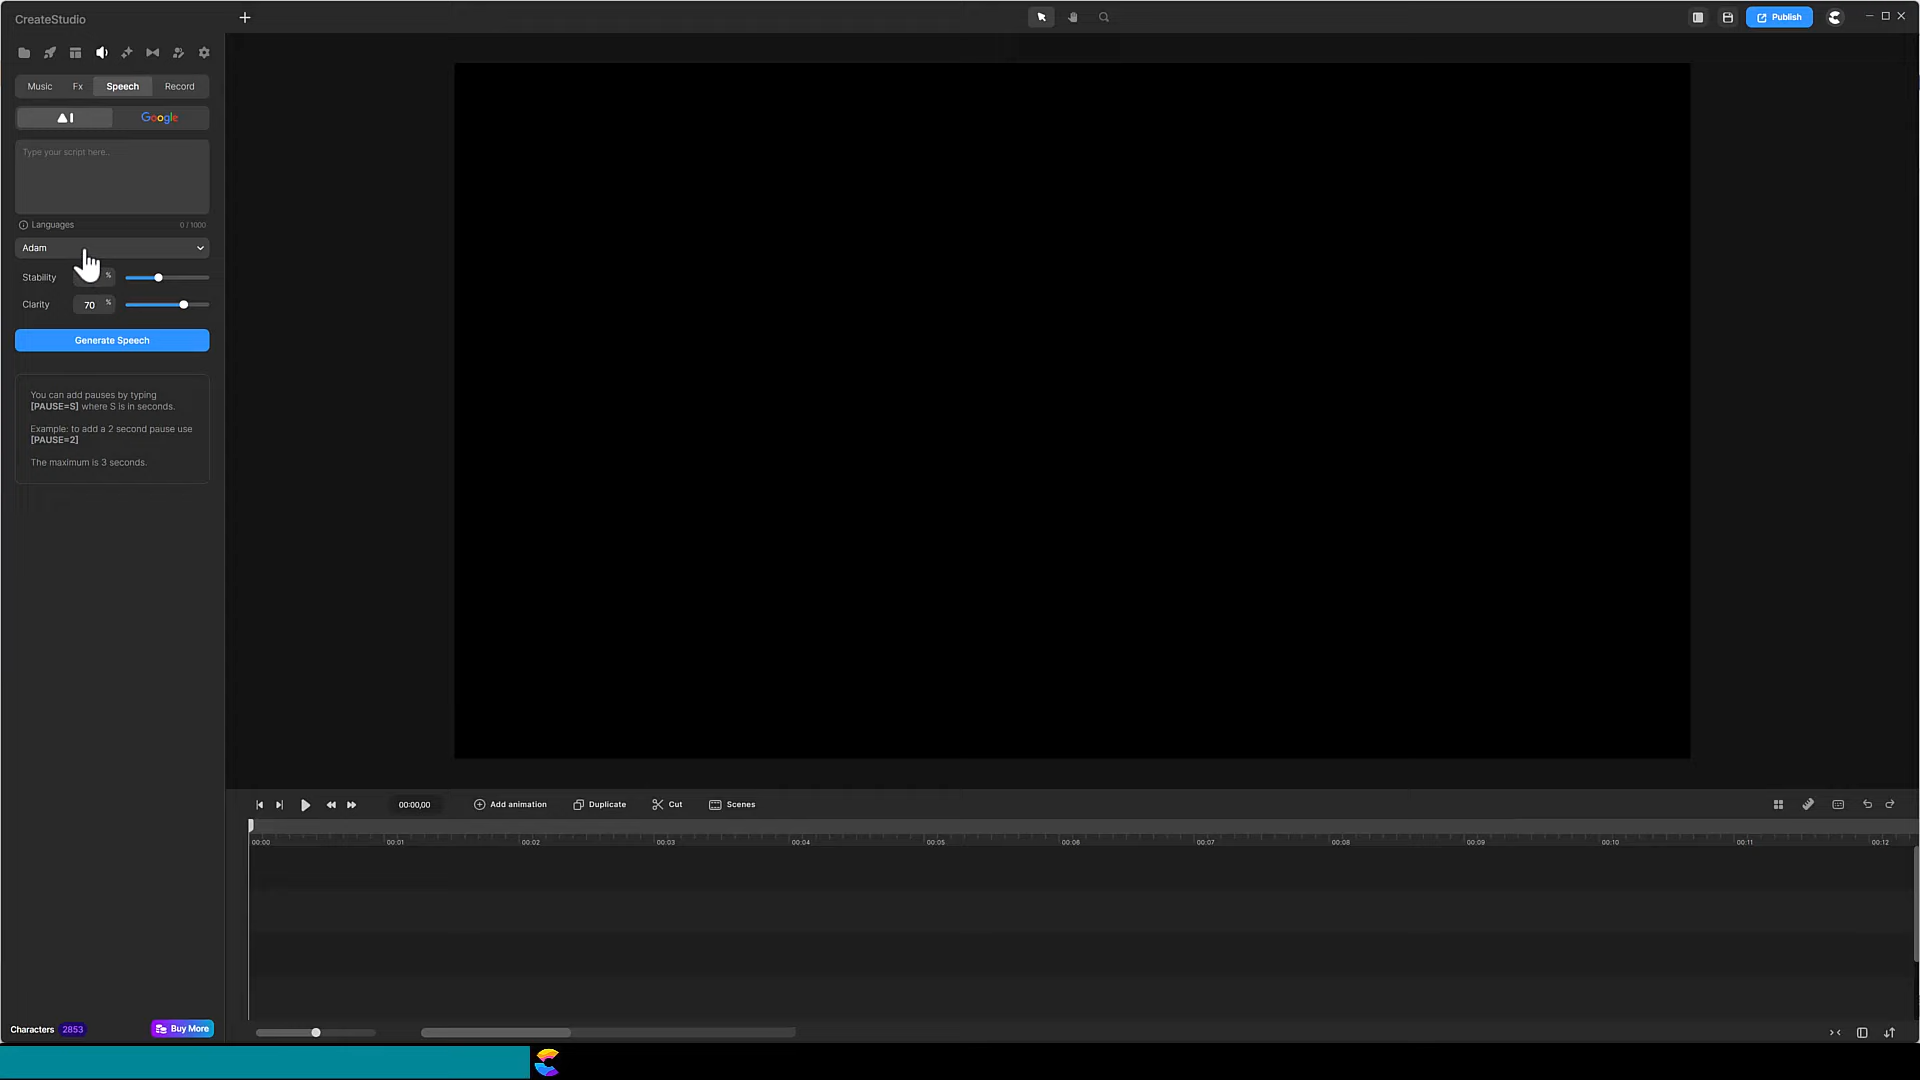 CreateStudio
Publish
Music Fx Speech Record
AI Google
Type your script here..
Languages 0 / 1000
Adam
Stability %
Clarity 70 %
Generate Speech
You can add pauses by typing
[PAUSE=S] where S is in seconds.
Example: to add a 2 second pause use
[PAUSE=2]
The maximum is 3 seconds.
00:00,00 Add animation Duplicate Cut Scenes
00:00 00:01 00:02 00:03 00:04 00:05 00:06 00:07 00:08 00:09 00:10 00:11 00:12
Characters 2853 Buy More